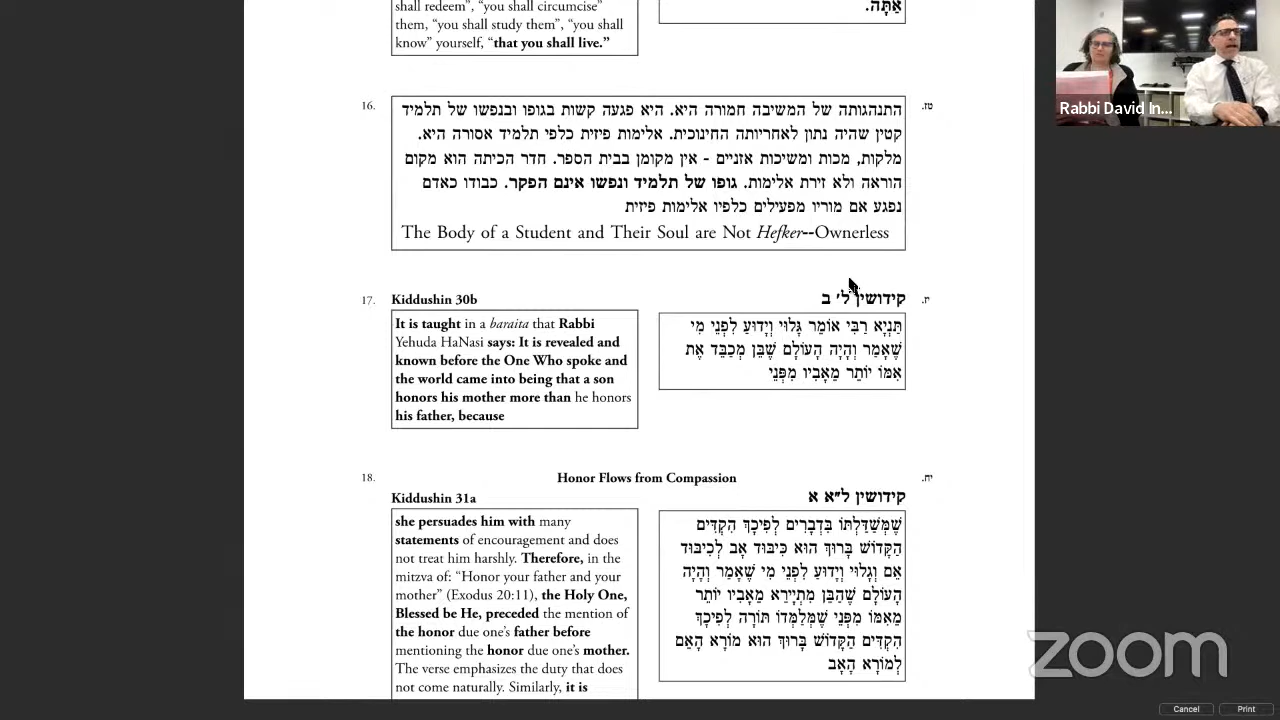 shall redeem”, “you shall circumcise”
them, “you shall study them”, “you shall
know” yourself, “that you shall live.”
אַתָּה.
16.
טז.
התנהגותה של המשיבה חמורה היא. היא פגעה קשות בגופו ובנפשו של תלמיד
קטין שהיה נתון לאחריותה החינוכית. אלימות פיזית כלפי תלמיד אסורה היא.
מלקות, מכות ומשיכות אזניים - אין מקומן בבית הספר. חדר הכיתה הוא מקום
הוראה ולא זירת אלימות. גופו של תלמיד ונפשו אינם הפקר. כבודו כאדם
נפגע אם מוריו מפעילים כלפיו אלימות פיזית
The Body of a Student and Their Soul are Not Hefker--Ownerless
17.
Kiddushin 30b
קידושין ל׳ ב
יז.
It is taught in a baraita that Rabbi
Yehuda HaNasi says: It is revealed and
known before the One Who spoke and
the world came into being that a son
honors his mother more than he honors
his father, because
תַּנְיָא רַבִּי אוֹמֵר גָּלוּי וְיָדוּעַ לִפְנֵי מִי
שֶׁאָמַר וְהָיָה הָעוֹלָם שֶׁבֵּן מְכַבֵּד אֶת
אִמּוֹ יוֹתֵר מֵאָבִיו מִפְּנֵי
18.
Honor Flows from Compassion
יח.
Kiddushin 31a
קידושין ל״א א
she persuades him with many
statements of encouragement and does
not treat him harshly. Therefore, in the
mitzva of: “Honor your father and your
mother” (Exodus 20:11), the Holy One,
Blessed be He, preceded the mention of
the honor due one’s father before
mentioning the honor due one’s mother.
The verse emphasizes the duty that does
not come naturally. Similarly, it is
שֶׁמְּשַׁדַּלְתּוֹ בִּדְבָרִים לְפִיכָךְ הִקְדִּים
הַקָּדוֹשׁ בָּרוּךְ הוּא כִּיבּוּד אָב לְכִיבּוּד
אֵם וְגָלוּי וְיָדוּעַ לִפְנֵי מִי שֶׁאָמַר וְהָיָה
הָעוֹלָם שֶׁהַבֵּן מִתְיָירֵא מֵאָבִיו יוֹתֵר
מֵאִמּוֹ מִפְּנֵי שֶׁמְּלַמְּדוֹ תּוֹרָה לְפִיכָךְ
הִקְדִּים הַקָּדוֹשׁ בָּרוּךְ הוּא מוֹרָא הָאֵם
לְמוֹרָא הָאָב
Rabbi David In...
zoom
Cancel
Print